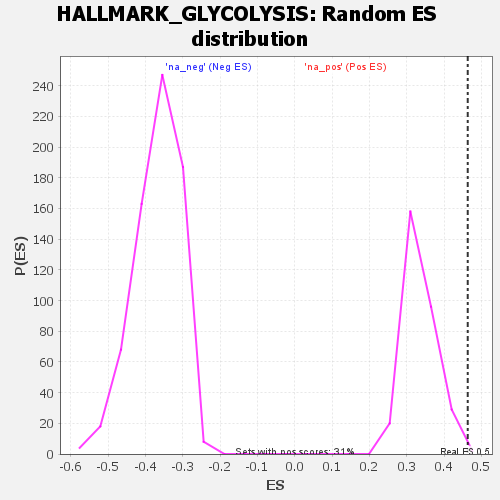 HALLMARK_GLYCOLYSIS: Random ES
distribution
'na_neg' (Neg ES) 'na_pos' (Pos ES)
240
220
200
180
160
140
120
100
80
60
40
20
0
P(ES)
Sets with pos scores: 31% Real ES 0.5
-0.6 -0.5 -0.4 -0.3 -0.2 -0.1 0.0 0.1 0.2 0.3 0.4 0.5
ES